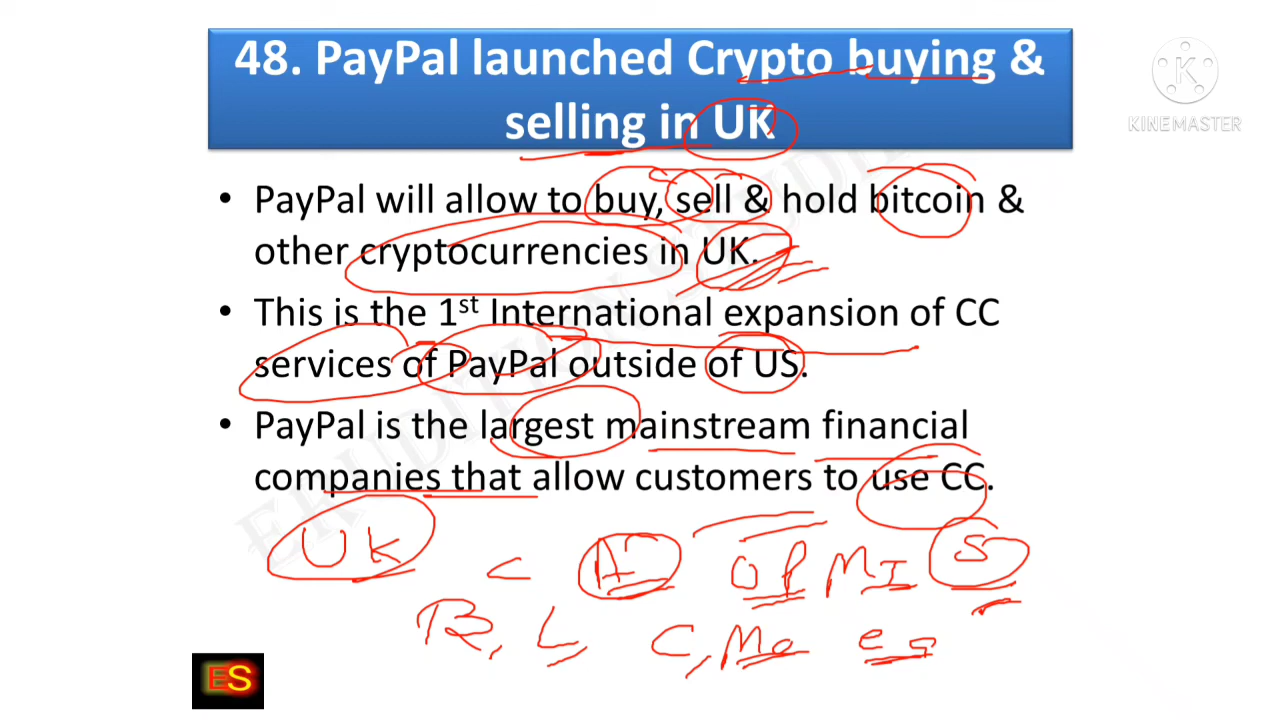 48. PayPal launched Crypto buying &
selling in UK
KINEMASTER
• PayPal will allow to buy, sell & hold bitcoin &
other cryptocurrencies in UK.
• This is the 1st International expansion of CC
services of PayPal outside of US.
• PayPal is the largest mainstream financial
companies that allow customers to use CC.
UK
ES